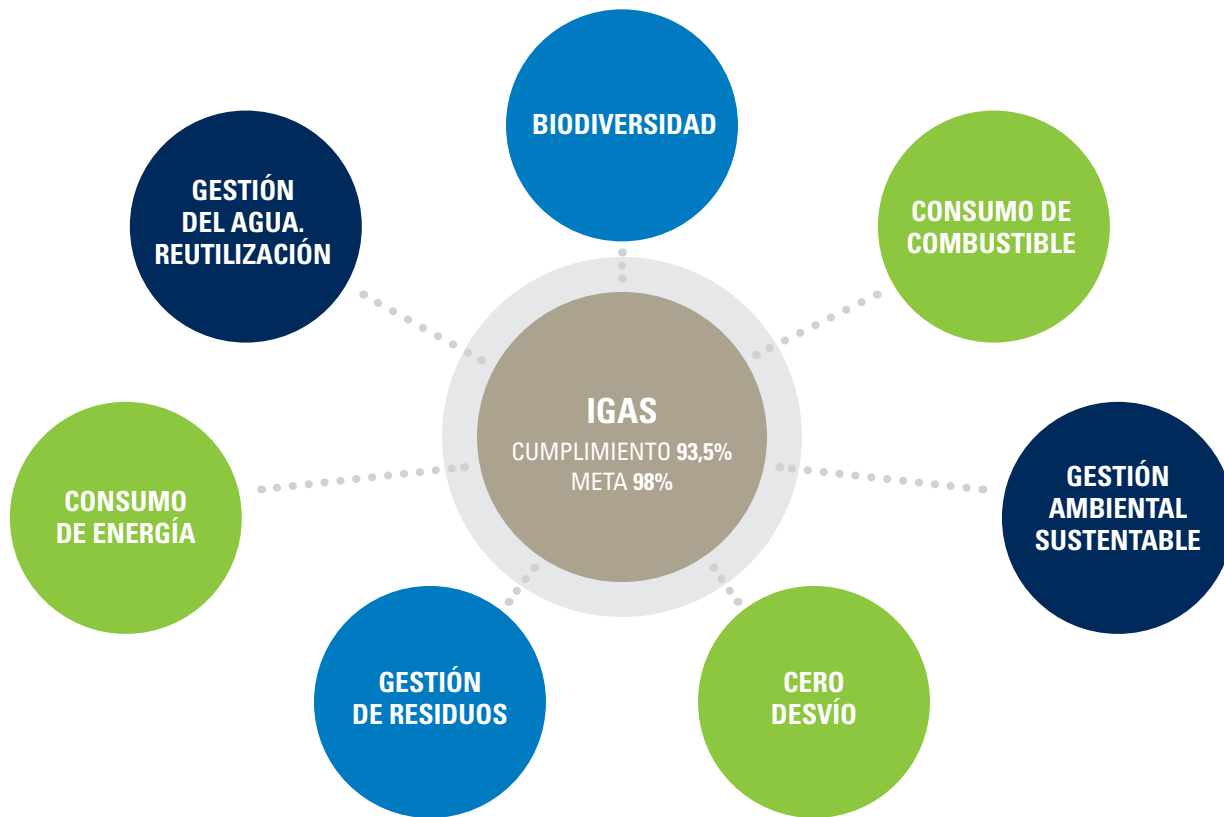 BIODIVERSIDAD
GESTIÓN
DEL AGUA.
REUTILIZACIÓN
CONSUMO DE
COMBUSTIBLE
IGAS
CUMPLIMIENTO 93,5%
META 98%
CONSUMO
DE ENERGÍA
GESTIÓN
AMBIENTAL
SUSTENTABLE
GESTIÓN
DE RESIDUOS
CERO
DESVÍO